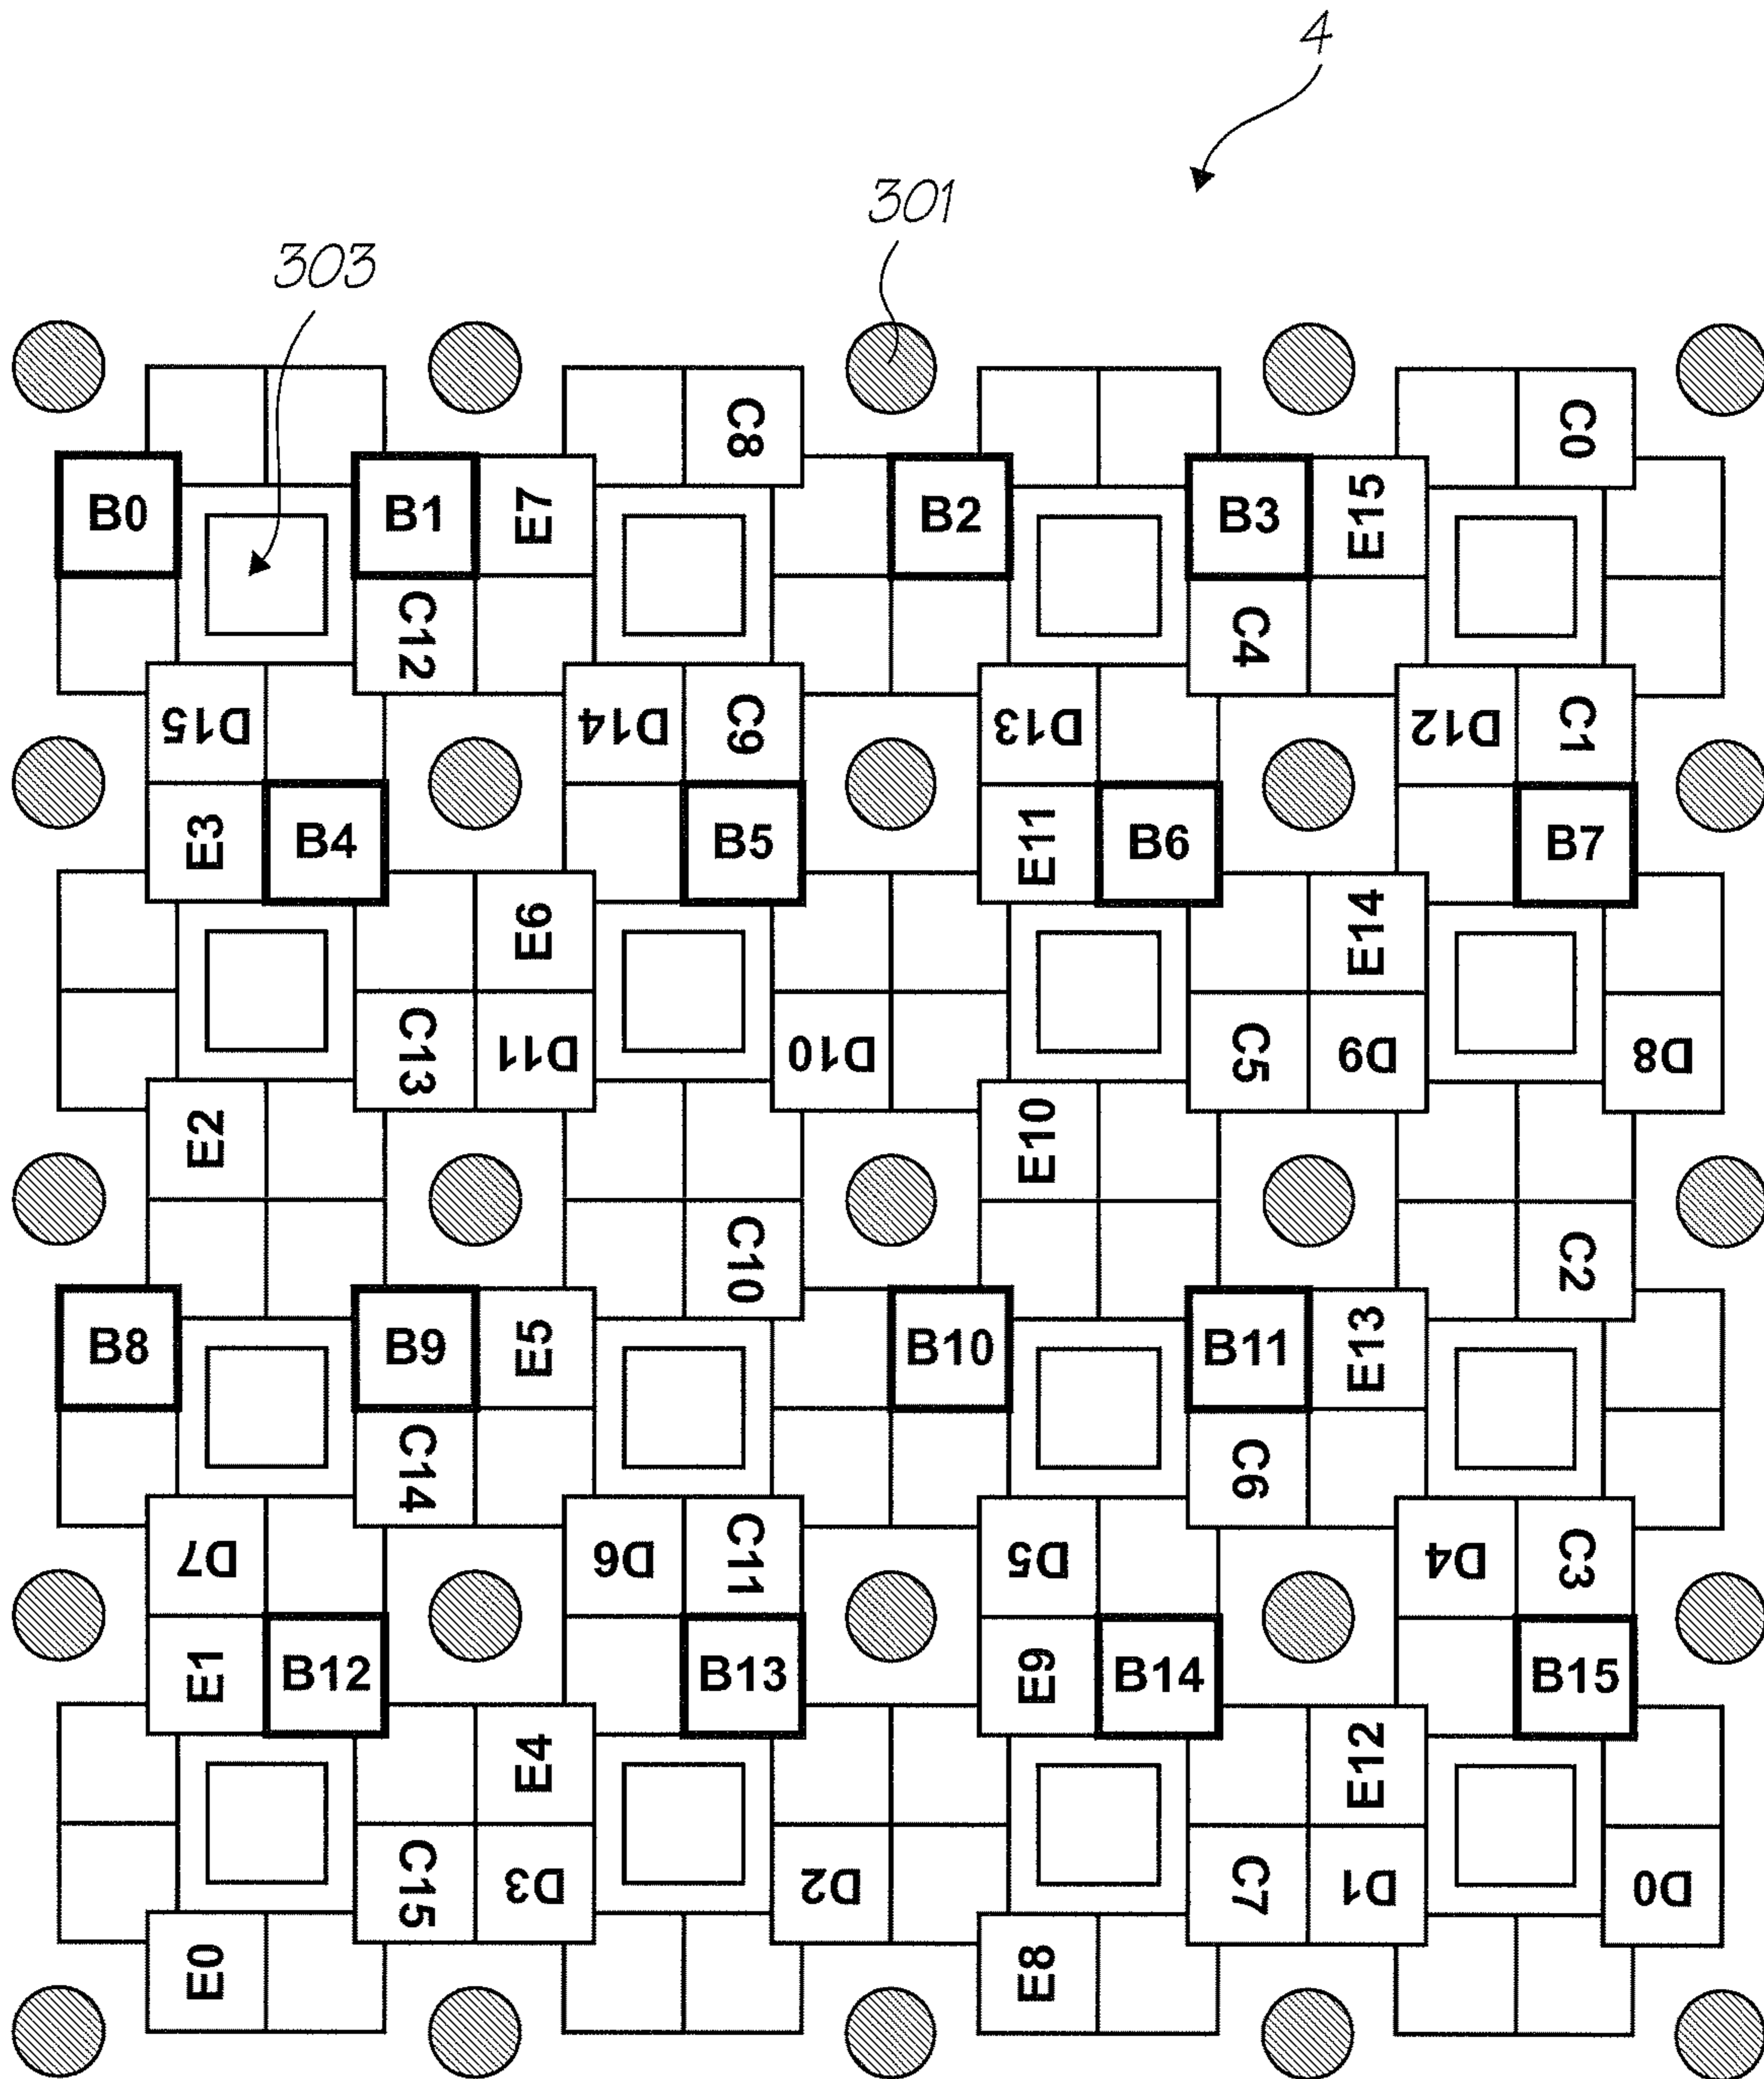 4
301
303
C8 C0
B0 B1 E7 B2 B3 E15
C12 C4
D15 D14 C9 D13 D12 C1
E3 B4 B5 E11 B6 B7
E6 E14
C13 D11 D10 C5 D9 D8
E2 E10
C10 C2
B8 B9 E5 B10 B11 E13
C14 C6
D7 D6 C11 D5 D4 C3
E1 B12 B13 E9 B14 B15
E4 E12
C15 D3 D2 C7 D1 D0
E0 E8